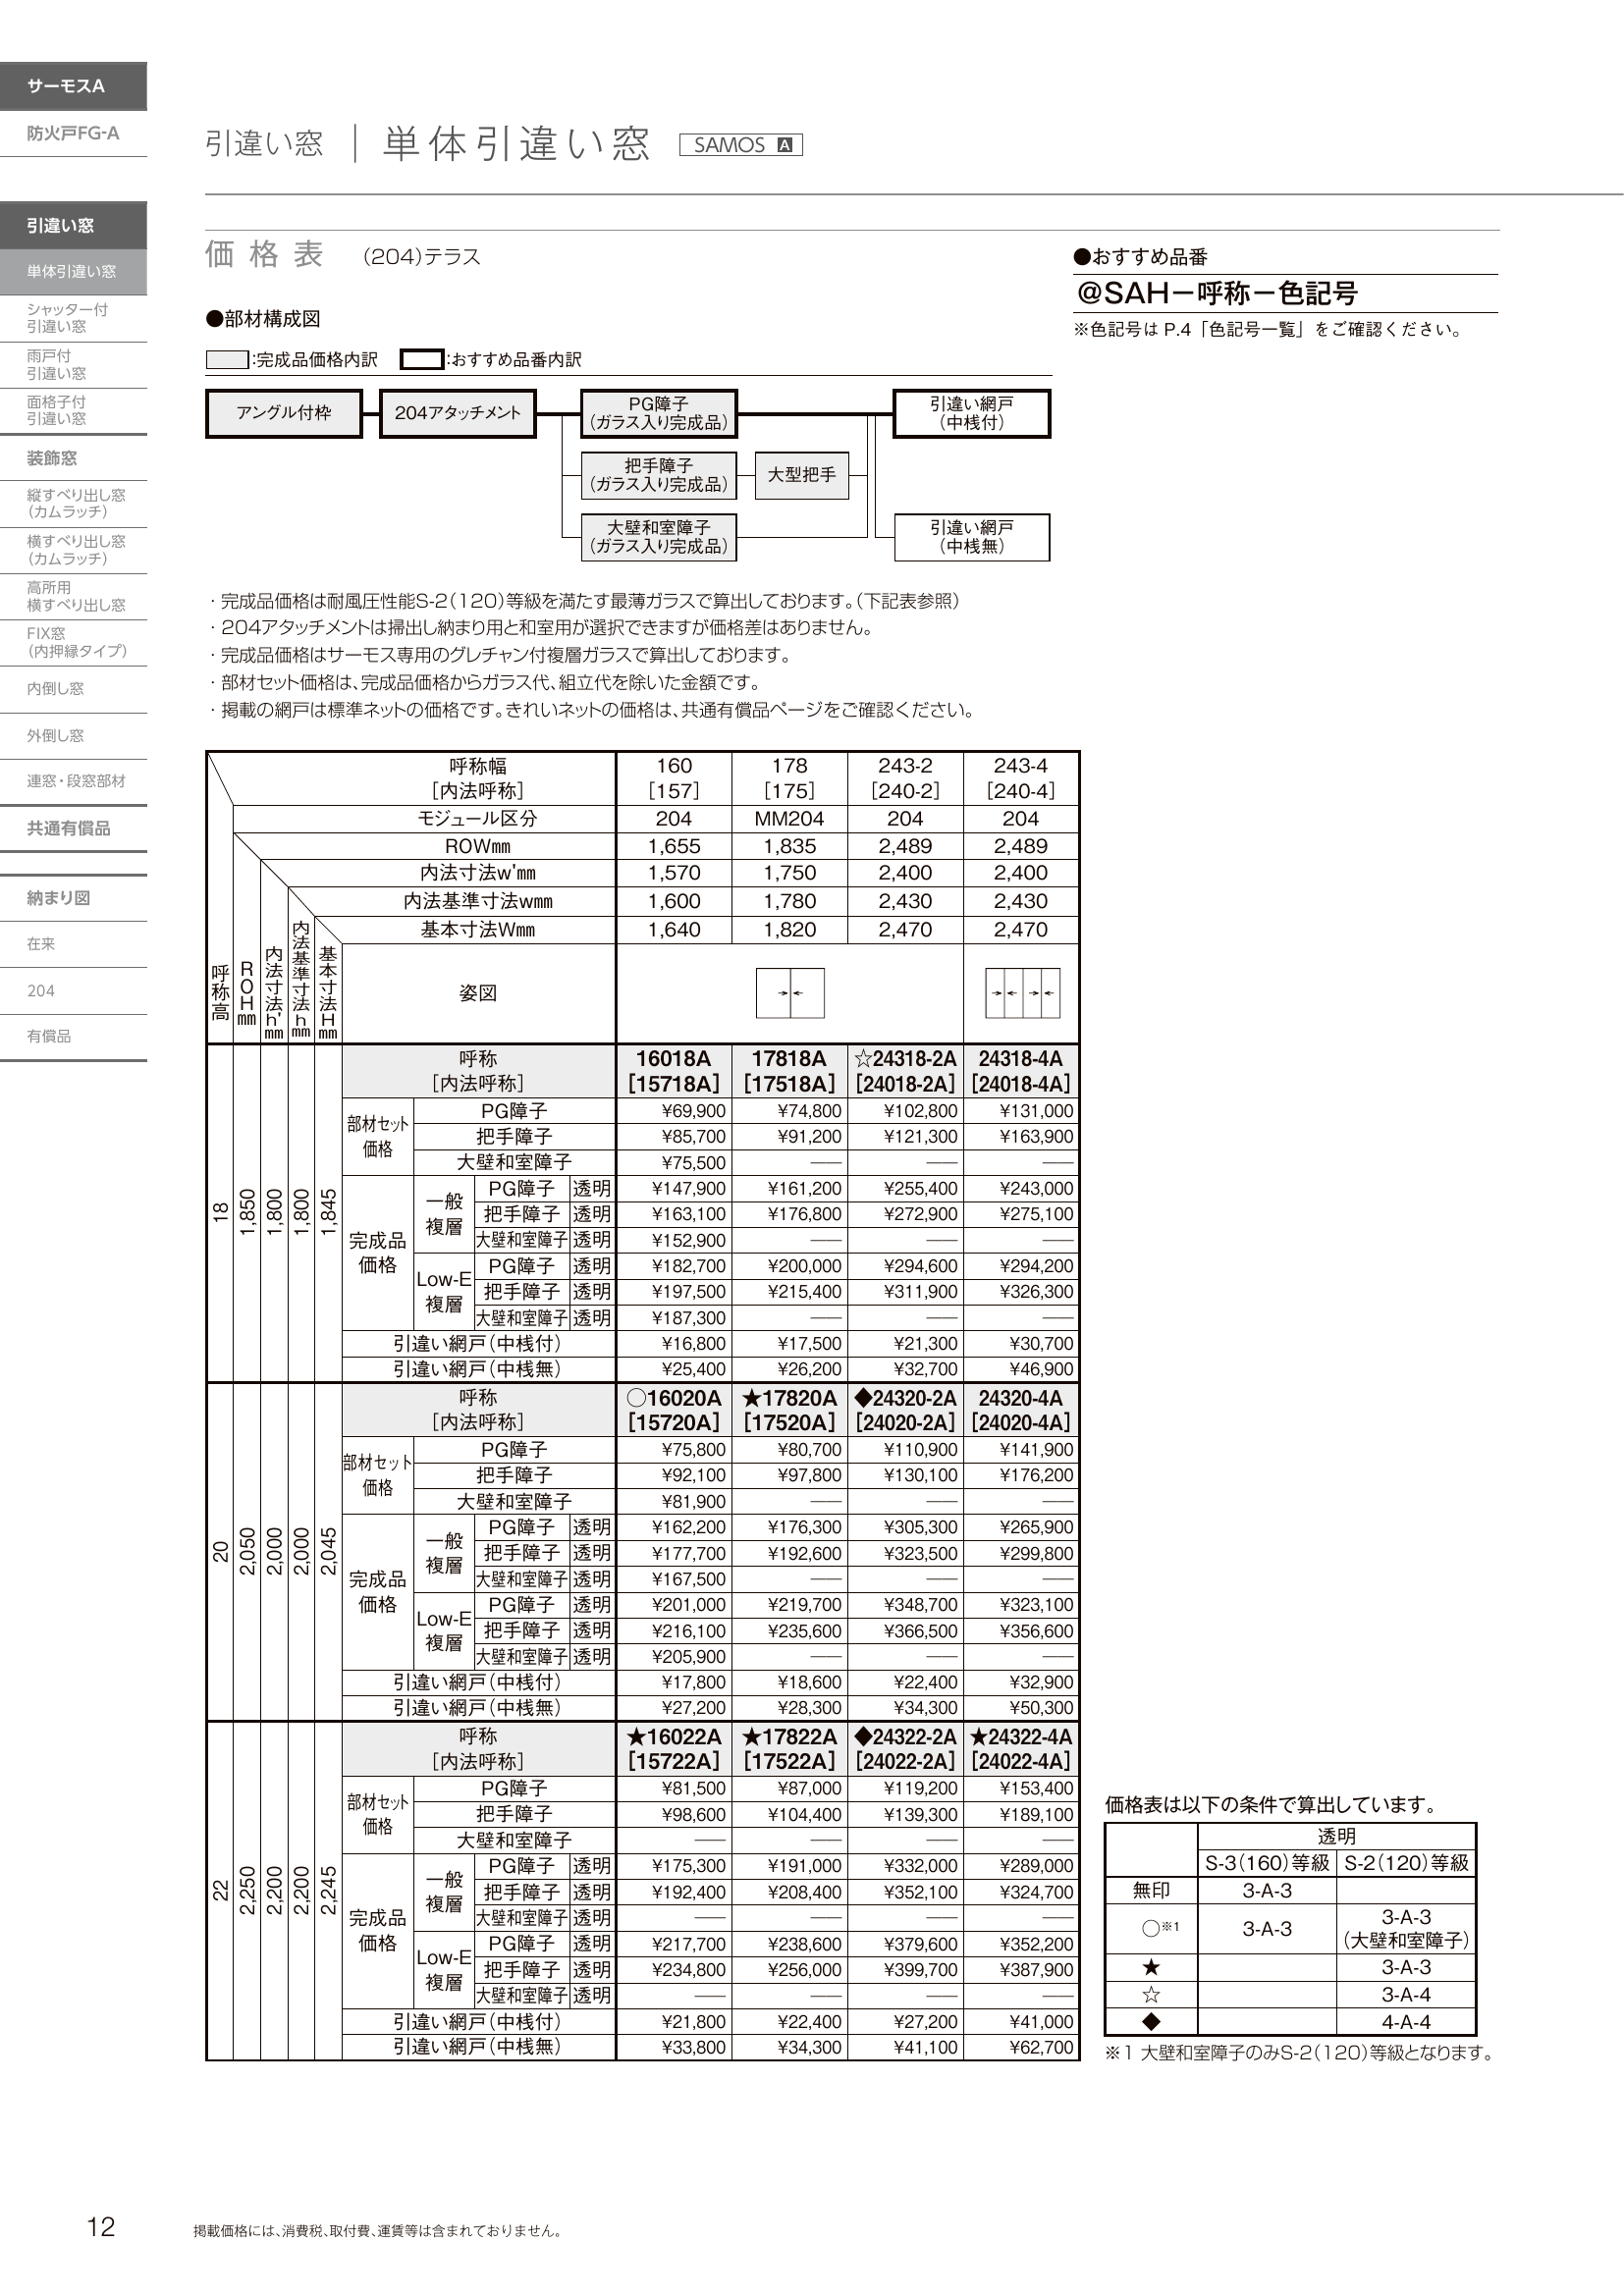 サーモスA
防火戸FG-A
引違い窓
単体引違い窓
シャッター付
引違い窓
雨戸付
引違い窓
面格子付
引違い窓
装飾窓
縦すべり出し窓
（カムラッチ）
横すべり出し窓
（カムラッチ）
高所用
横すべり出し窓
FIX窓
（内押縁タイプ）
内倒し窓
外倒し窓
連窓・段窓部材
共通有償品
納まり図
在来
204
有償品
引違い窓 | 単体引違い窓 SAMOS A
価格表 （204）テラス
●おすすめ品番
@SAH－呼称－色記号
※色記号は P.4「色記号一覧」をご確認ください。
●部材構成図
:完成品価格内訳 :おすすめ品番内訳
アングル付枠 204アタッチメント PG障子 引違い網戸
（ガラス入り完成品） （中桟付）
把手障子 大型把手
（ガラス入り完成品）
大壁和室障子 引違い網戸
（ガラス入り完成品） （中桟無）
・完成品価格は耐風圧性能S-2（120）等級を満たす最薄ガラスで算出しております。（下記表参照）
・204アタッチメントは掃出し納まり用と和室用が選択できますが価格差はありません。
・完成品価格はサーモス専用のグレチャン付複層ガラスで算出しております。
・部材セット価格は、完成品価格からガラス代、組立代を除いた金額です。
・掲載の網戸は標準ネットの価格です。きれいネットの価格は、共通有償品ページをご確認ください。
呼称幅 160 178 243-2 243-4
［内法呼称］ ［157］ ［175］ ［240-2］ ［240-4］
モジュール区分 204 MM204 204 204
ROW㎜ 1,655 1,835 2,489 2,489
内法寸法w'㎜ 1,570 1,750 2,400 2,400
内法基準寸法w㎜ 1,600 1,780 2,430 2,430
基本寸法W㎜ 1,640 1,820 2,470 2,470
呼称高 ROH㎜ 内法寸法h'㎜ 内法基準寸法h㎜ 基本寸法H㎜ 姿図
18 1,850 1,800 1,800 1,845
呼称 16018A 17818A ☆24318-2A 24318-4A
［内法呼称］ ［15718A］ ［17518A］ ［24018-2A］ ［24018-4A］
部材セット価格 PG障子 ¥69,900 ¥74,800 ¥102,800 ¥131,000
把手障子 ¥85,700 ¥91,200 ¥121,300 ¥163,900
大壁和室障子 ¥75,500 —— —— ——
完成品価格 一般複層 PG障子 透明 ¥147,900 ¥161,200 ¥255,400 ¥243,000
把手障子 透明 ¥163,100 ¥176,800 ¥272,900 ¥275,100
大壁和室障子 透明 ¥152,900 —— —— ——
Low-E複層 PG障子 透明 ¥182,700 ¥200,000 ¥294,600 ¥294,200
把手障子 透明 ¥197,500 ¥215,400 ¥311,900 ¥326,300
大壁和室障子 透明 ¥187,300 —— —— ——
引違い網戸（中桟付） ¥16,800 ¥17,500 ¥21,300 ¥30,700
引違い網戸（中桟無） ¥25,400 ¥26,200 ¥32,700 ¥46,900
20 2,050 2,000 2,000 2,045
呼称 ○16020A ★17820A ◆24320-2A 24320-4A
［内法呼称］ ［15720A］ ［17520A］ ［24020-2A］ ［24020-4A］
部材セット価格 PG障子 ¥75,800 ¥80,700 ¥110,900 ¥141,900
把手障子 ¥92,100 ¥97,800 ¥130,100 ¥176,200
大壁和室障子 ¥81,900 —— —— ——
完成品価格 一般複層 PG障子 透明 ¥162,200 ¥176,300 ¥305,300 ¥265,900
把手障子 透明 ¥177,700 ¥192,600 ¥323,500 ¥299,800
大壁和室障子 透明 ¥167,500 —— —— ——
Low-E複層 PG障子 透明 ¥201,000 ¥219,700 ¥348,700 ¥323,100
把手障子 透明 ¥216,100 ¥235,600 ¥366,500 ¥356,600
大壁和室障子 透明 ¥205,900 —— —— ——
引違い網戸（中桟付） ¥17,800 ¥18,600 ¥22,400 ¥32,900
引違い網戸（中桟無） ¥27,200 ¥28,300 ¥34,300 ¥50,300
22 2,250 2,200 2,200 2,245
呼称 ★16022A ★17822A ◆24322-2A ★24322-4A
［内法呼称］ ［15722A］ ［17522A］ ［24022-2A］ ［24022-4A］
部材セット価格 PG障子 ¥81,500 ¥87,000 ¥119,200 ¥153,400
把手障子 ¥98,600 ¥104,400 ¥139,300 ¥189,100
大壁和室障子 —— —— —— ——
完成品価格 一般複層 PG障子 透明 ¥175,300 ¥191,000 ¥332,000 ¥289,000
把手障子 透明 ¥192,400 ¥208,400 ¥352,100 ¥324,700
大壁和室障子 透明 —— —— —— ——
Low-E複層 PG障子 透明 ¥217,700 ¥238,600 ¥379,600 ¥352,200
把手障子 透明 ¥234,800 ¥256,000 ¥399,700 ¥387,900
大壁和室障子 透明 —— —— —— ——
引違い網戸（中桟付） ¥21,800 ¥22,400 ¥27,200 ¥41,000
引違い網戸（中桟無） ¥33,800 ¥34,300 ¥41,100 ¥62,700
価格表は以下の条件で算出しています。
透明
S-3（160）等級 S-2（120）等級
無印 3-A-3
○※1 3-A-3 3-A-3
（大壁和室障子）
★ 3-A-3
☆ 3-A-4
◆ 4-A-4
※1 大壁和室障子のみS-2（120）等級となります。
12
掲載価格には、消費税、取付費、運賃等は含まれておりません。